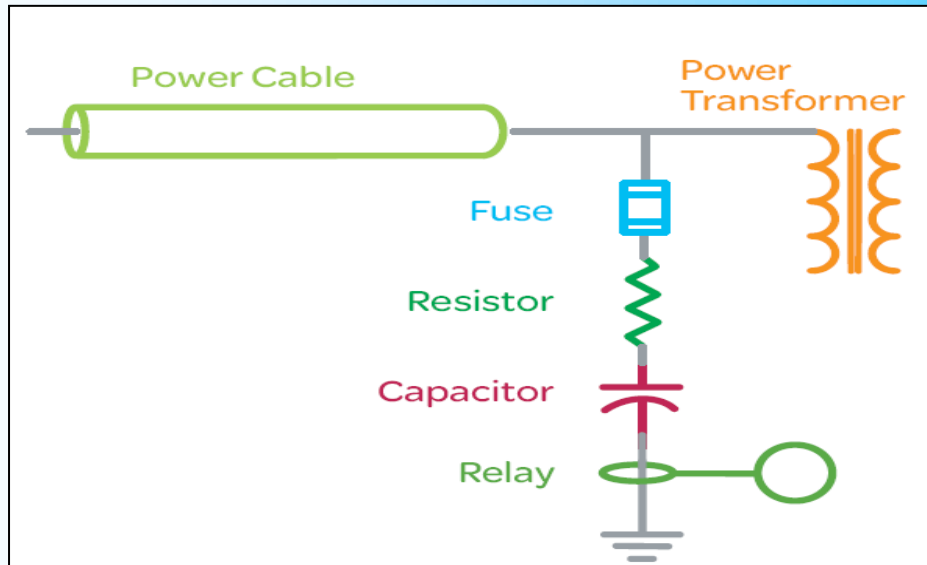 Power Cable
Power
Transformer
Fuse
Resistor
Capacitor
Relay